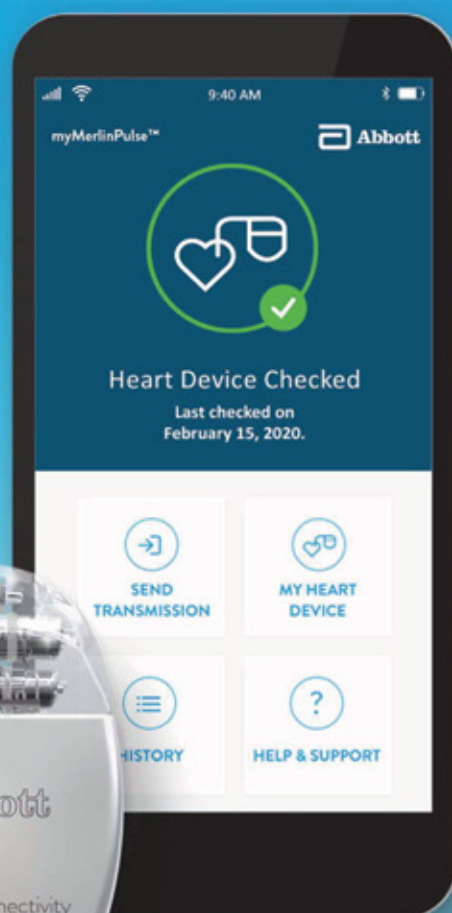 9:40 AM
myMerlinPulse™
Abbott
Heart Device Checked
Last checked on
February 15, 2020.
SEND
TRANSMISSION
MY HEART
DEVICE
?
HELP & SUPPORT